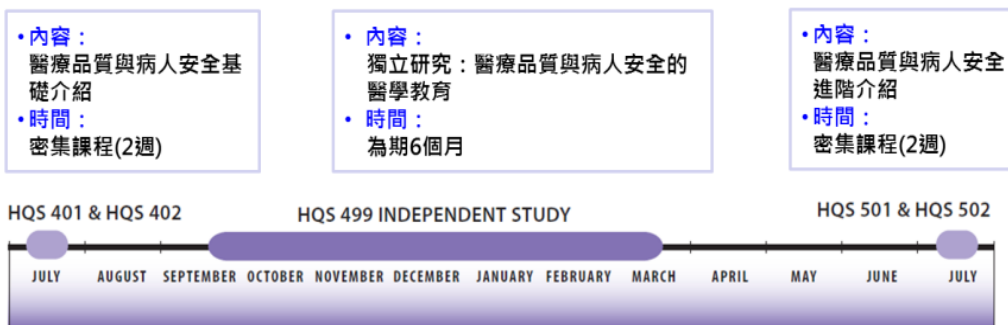 •內容：
醫療品質與病人安全基
礎介紹
•時間：
密集課程(2週)
• 內容：
獨立研究：醫療品質與病人安全的
醫學教育
• 時間：
為期6個月
•內容：
醫療品質與病人安全
進階介紹
•時間：
密集課程(2週)
HQS 401 & HQS 402
HQS 499 INDEPENDENT STUDY
HQS 501 & HQS 502
JULY AUGUST SEPTEMBER OCTOBER NOVEMBER DECEMBER JANUARY FEBRUARY MARCH APRIL MAY JUNE JULY